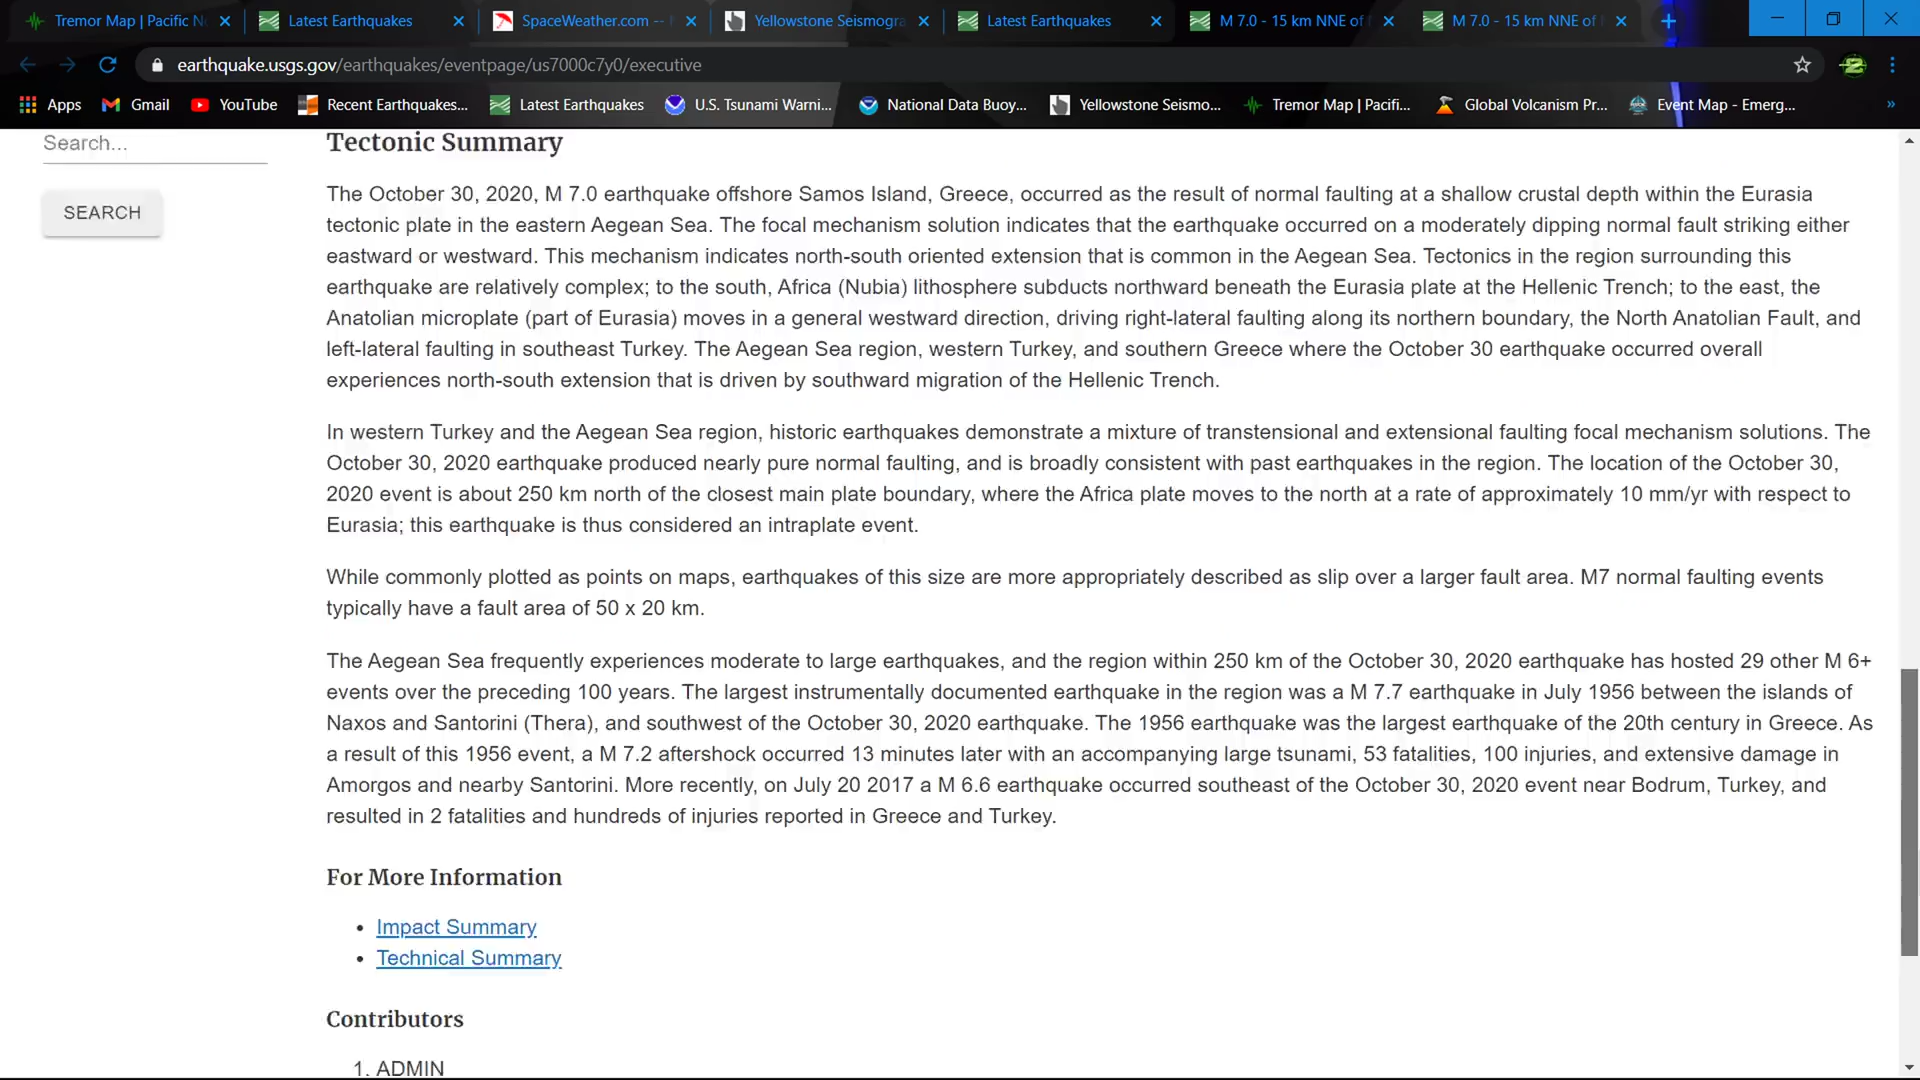 Tremor Map | Pacific N
Latest Earthquakes
SpaceWeather.com --
Yellowstone Seismogra
Latest Earthquakes
M 7.0 - 15 km NNE of
M 7.0 - 15 km NNE of
earthquake.usgs.gov/earthquakes/eventpage/us7000c7y0/executive
Apps
Gmail
YouTube
Recent Earthquakes...
Latest Earthquakes
U.S. Tsunami Warni...
National Data Buoy...
Yellowstone Seismo...
Tremor Map | Pacifi...
Global Volcanism Pr...
Event Map - Emerg...
»
Search...
SEARCH
Tectonic Summary
The October 30, 2020, M 7.0 earthquake offshore Samos Island, Greece, occurred as the result of normal faulting at a shallow crustal depth within the Eurasia
tectonic plate in the eastern Aegean Sea. The focal mechanism solution indicates that the earthquake occurred on a moderately dipping normal fault striking either
eastward or westward. This mechanism indicates north-south oriented extension that is common in the Aegean Sea. Tectonics in the region surrounding this
earthquake are relatively complex; to the south, Africa (Nubia) lithosphere subducts northward beneath the Eurasia plate at the Hellenic Trench; to the east, the
Anatolian microplate (part of Eurasia) moves in a general westward direction, driving right-lateral faulting along its northern boundary, the North Anatolian Fault, and
left-lateral faulting in southeast Turkey. The Aegean Sea region, western Turkey, and southern Greece where the October 30 earthquake occurred overall
experiences north-south extension that is driven by southward migration of the Hellenic Trench.
In western Turkey and the Aegean Sea region, historic earthquakes demonstrate a mixture of transtensional and extensional faulting focal mechanism solutions. The
October 30, 2020 earthquake produced nearly pure normal faulting, and is broadly consistent with past earthquakes in the region. The location of the October 30,
2020 event is about 250 km north of the closest main plate boundary, where the Africa plate moves to the north at a rate of approximately 10 mm/yr with respect to
Eurasia; this earthquake is thus considered an intraplate event.
While commonly plotted as points on maps, earthquakes of this size are more appropriately described as slip over a larger fault area. M7 normal faulting events
typically have a fault area of 50 x 20 km.
The Aegean Sea frequently experiences moderate to large earthquakes, and the region within 250 km of the October 30, 2020 earthquake has hosted 29 other M 6+
events over the preceding 100 years. The largest instrumentally documented earthquake in the region was a M 7.7 earthquake in July 1956 between the islands of
Naxos and Santorini (Thera), and southwest of the October 30, 2020 earthquake. The 1956 earthquake was the largest earthquake of the 20th century in Greece. As
a result of this 1956 event, a M 7.2 aftershock occurred 13 minutes later with an accompanying large tsunami, 53 fatalities, 100 injuries, and extensive damage in
Amorgos and nearby Santorini. More recently, on July 20 2017 a M 6.6 earthquake occurred southeast of the October 30, 2020 event near Bodrum, Turkey, and
resulted in 2 fatalities and hundreds of injuries reported in Greece and Turkey.
For More Information
• Impact Summary
• Technical Summary
Contributors
1. ADMIN